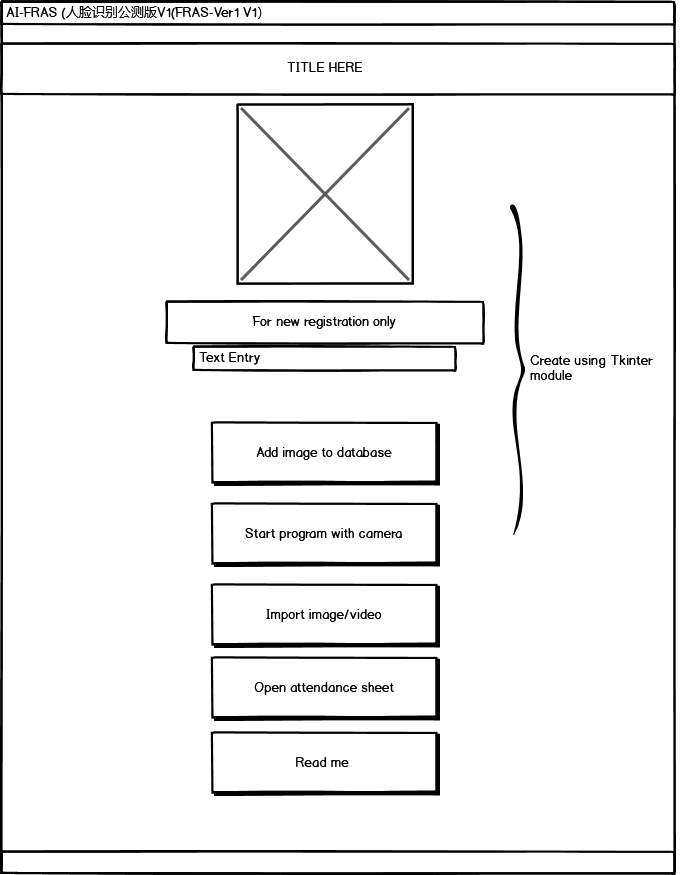 AI-FRAS (人脸识别公测版V1(FRAS-Ver1 V1)
TITLE HERE
For new registration only
Text Entry
Create using Tkinter
module
Add image to database
Start program with camera
Import image/video
Open attendance sheet
Read me